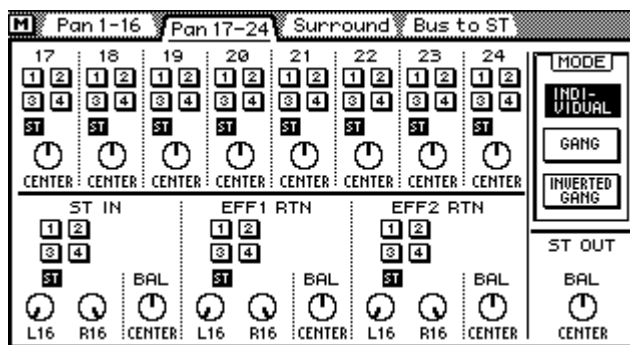 M Pan 1-16 Pan 17-24 Surround Bus to ST
17 18 19 20 21 22 23 24
1 2 1 2 1 2 1 2 1 2 1 2 1 2 1 2
3 4 3 4 3 4 3 4 3 4 3 4 3 4 3 4
ST ST ST ST ST ST ST ST
CENTER CENTER CENTER CENTER CENTER CENTER CENTER CENTER
MODE
INDI-
VIDUAL
GANG
INVERTED
GANG
ST IN EFF1 RTN EFF2 RTN
1 2 1 2 1 2
3 4 3 4 3 4
ST BAL ST BAL ST BAL
L16 R16 CENTER L16 R16 CENTER L16 R16 CENTER
ST OUT
BAL
CENTER